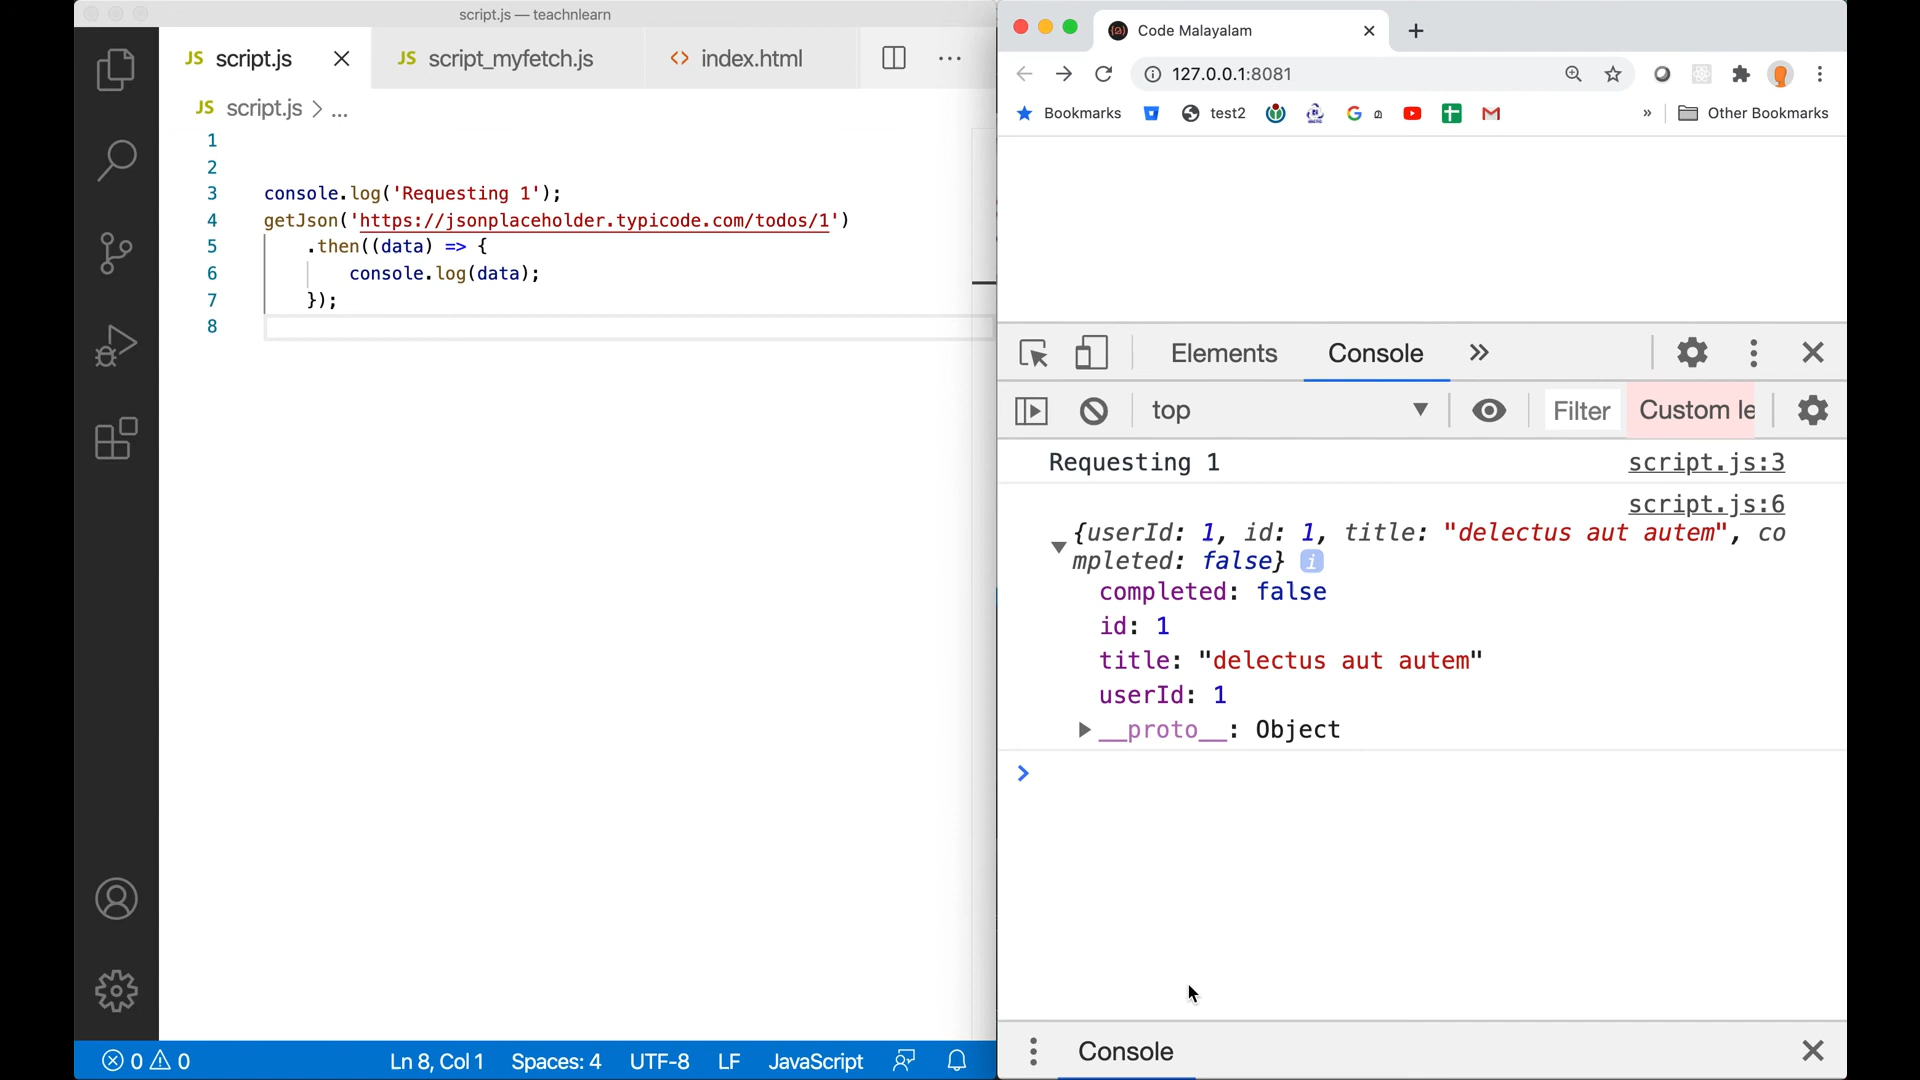 script.js — teachnlearn
JS script.js
JS script_myfetch.js
<> index.html
JS script.js > ...
1
2
3 console.log('Requesting 1');
4 getJson('https://jsonplaceholder.typicode.com/todos/1')
5 .then((data) => {
6 console.log(data);
7 });
8
0 0
Ln 8, Col 1
Spaces: 4
UTF-8
LF
JavaScript
Code Malayalam
127.0.0.1:8081
Bookmarks
test2
»
Other Bookmarks
Elements
Console
top
Filter
Custom le
Requesting 1 script.js:3
script.js:6
{userId: 1, id: 1, title: "delectus aut autem", co
mpleted: false} i
completed: false
id: 1
title: "delectus aut autem"
userId: 1
__proto__: Object
>
Console